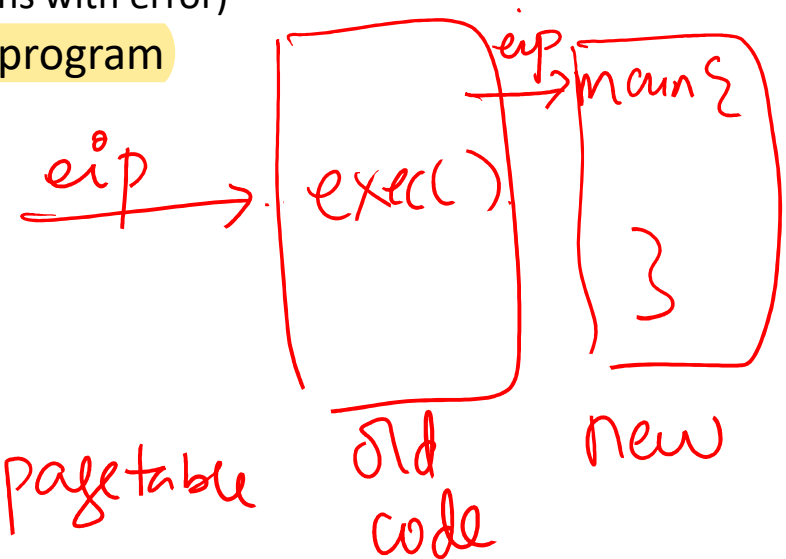 ns with error)
program
eip
main {
eip
exec( )
}
old
code
new
pagetable